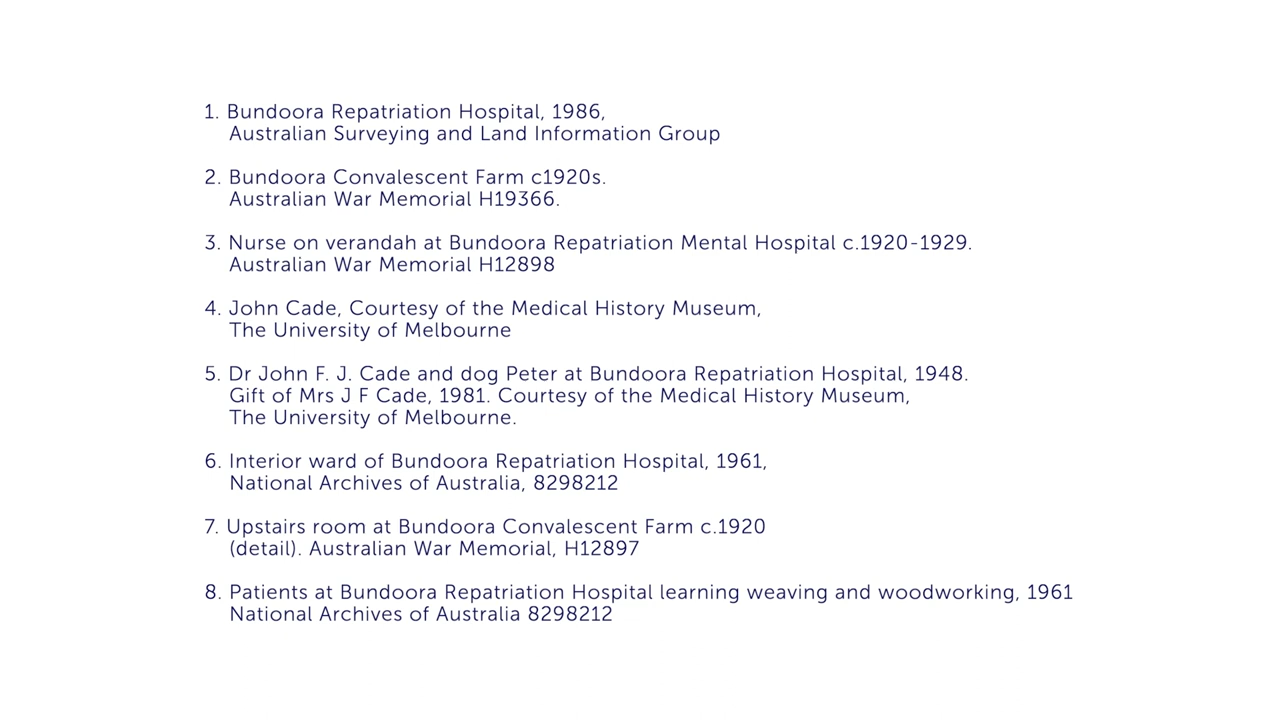 1. Bundoora Repatriation Hospital, 1986,
Australian Surveying and Land Information Group
2. Bundoora Convalescent Farm c1920s.
Australian War Memorial H19366.
3. Nurse on verandah at Bundoora Repatriation Mental Hospital c.1920-1929.
Australian War Memorial H12898
4. John Cade, Courtesy of the Medical History Museum,
The University of Melbourne
5. Dr John F. J. Cade and dog Peter at Bundoora Repatriation Hospital, 1948.
Gift of Mrs J F Cade, 1981. Courtesy of the Medical History Museum,
The University of Melbourne.
6. Interior ward of Bundoora Repatriation Hospital, 1961,
National Archives of Australia, 8298212
7. Upstairs room at Bundoora Convalescent Farm c.1920
(detail). Australian War Memorial, H12897
8. Patients at Bundoora Repatriation Hospital learning weaving and woodworking, 1961
National Archives of Australia 8298212